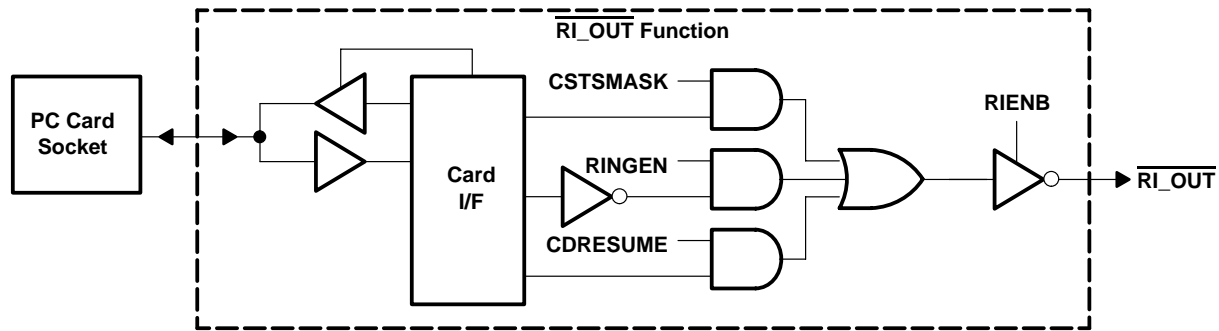 RI_OUT Function
PC Card
Socket
CSTSMASK
Card
I/F
RINGEN
CDRESUME
RIENB
RI_OUT